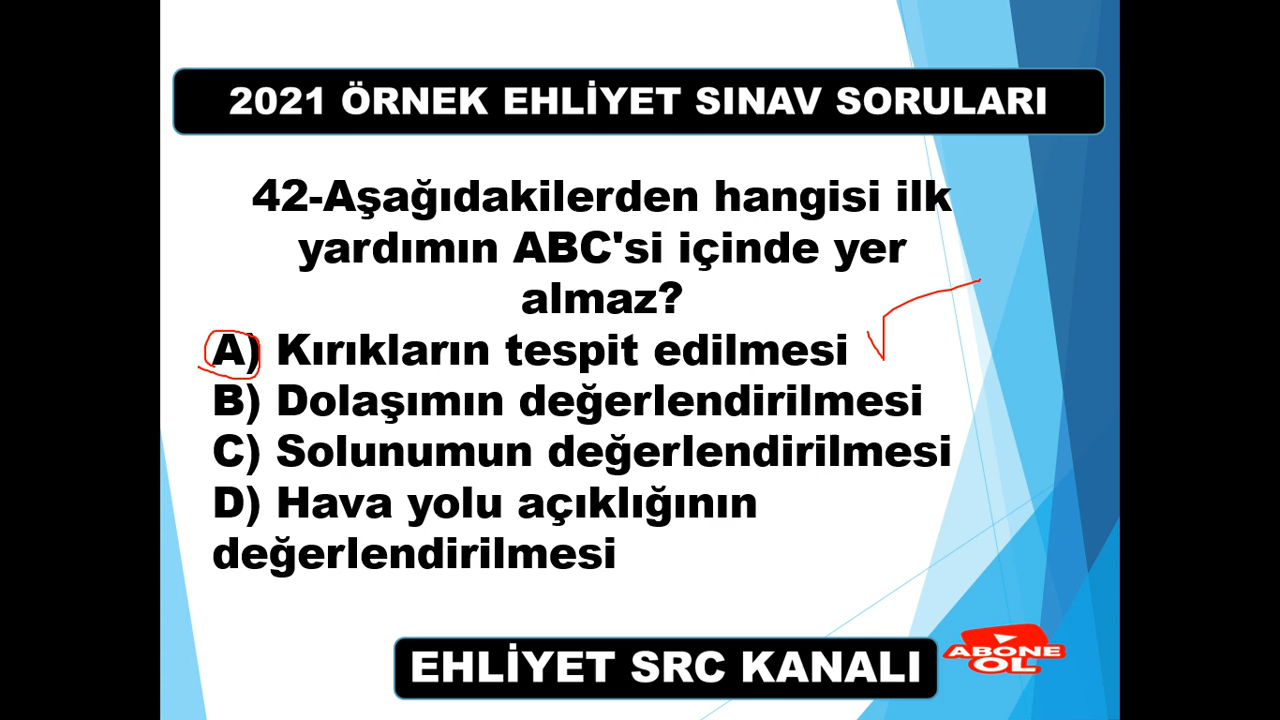 2021 ÖRNEK EHLİYET SINAV SORULARI
42-Aşağıdakilerden hangisi ilk
yardımın ABC'si içinde yer
almaz?
A) Kırıkların tespit edilmesi
B) Dolaşımın değerlendirilmesi
C) Solunumun değerlendirilmesi
D) Hava yolu açıklığının
değerlendirilmesi
EHLİYET SRC KANALI
ABONE
OL